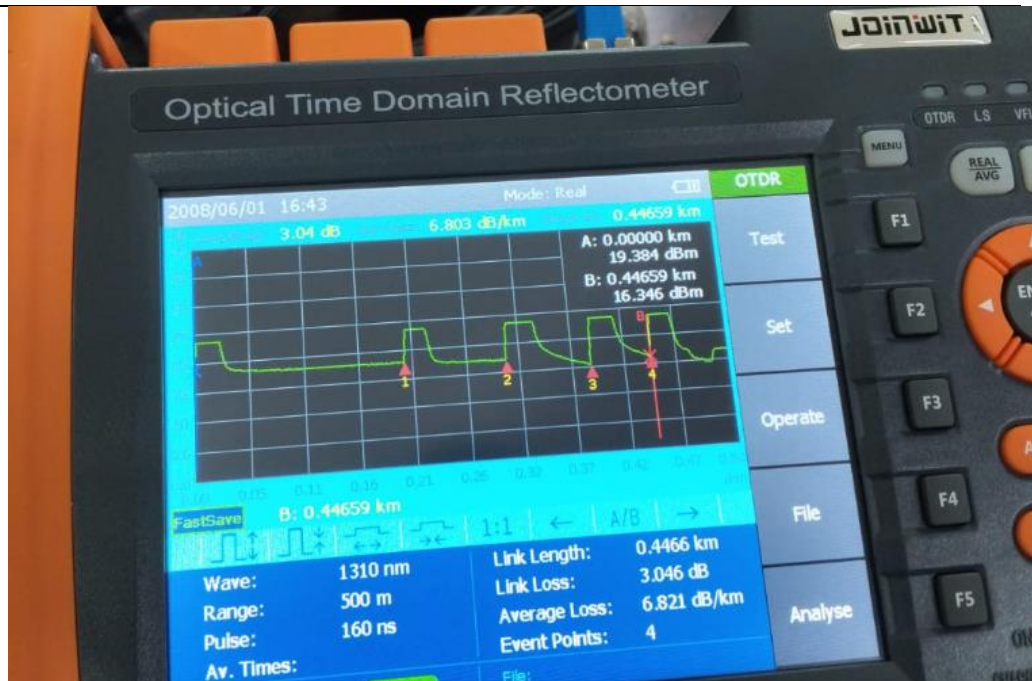 JOINWIT
Optical Time Domain Reflectometer
OTDR LS
MENU
REAL
AVG
2008/06/01 16:43 Mode: Real OTDR
3.04 dB 6.803 dB/km 0.44659 km
A
A: 0.00000 km
19.384 dBm
B: 0.44659 km
16.346 dBm
B
1 2 3 4
0.00 0.05 0.11 0.16 0.21 0.26 0.32 0.37 0.42 0.47
FastSave B: 0.44659 km
1:1 A/B
Test F1
Set F2
Operate F3
File F4
Analyse F5
Wave: 1310 nm
Range: 500 m
Pulse: 160 ns
Av. Times:
Link Length: 0.4466 km
Link Loss: 3.046 dB
Average Loss: 6.821 dB/km
Event Points: 4
File: